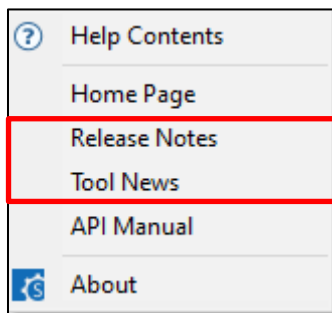 Help Contents
Home Page
Release Notes
Tool News
API Manual
About